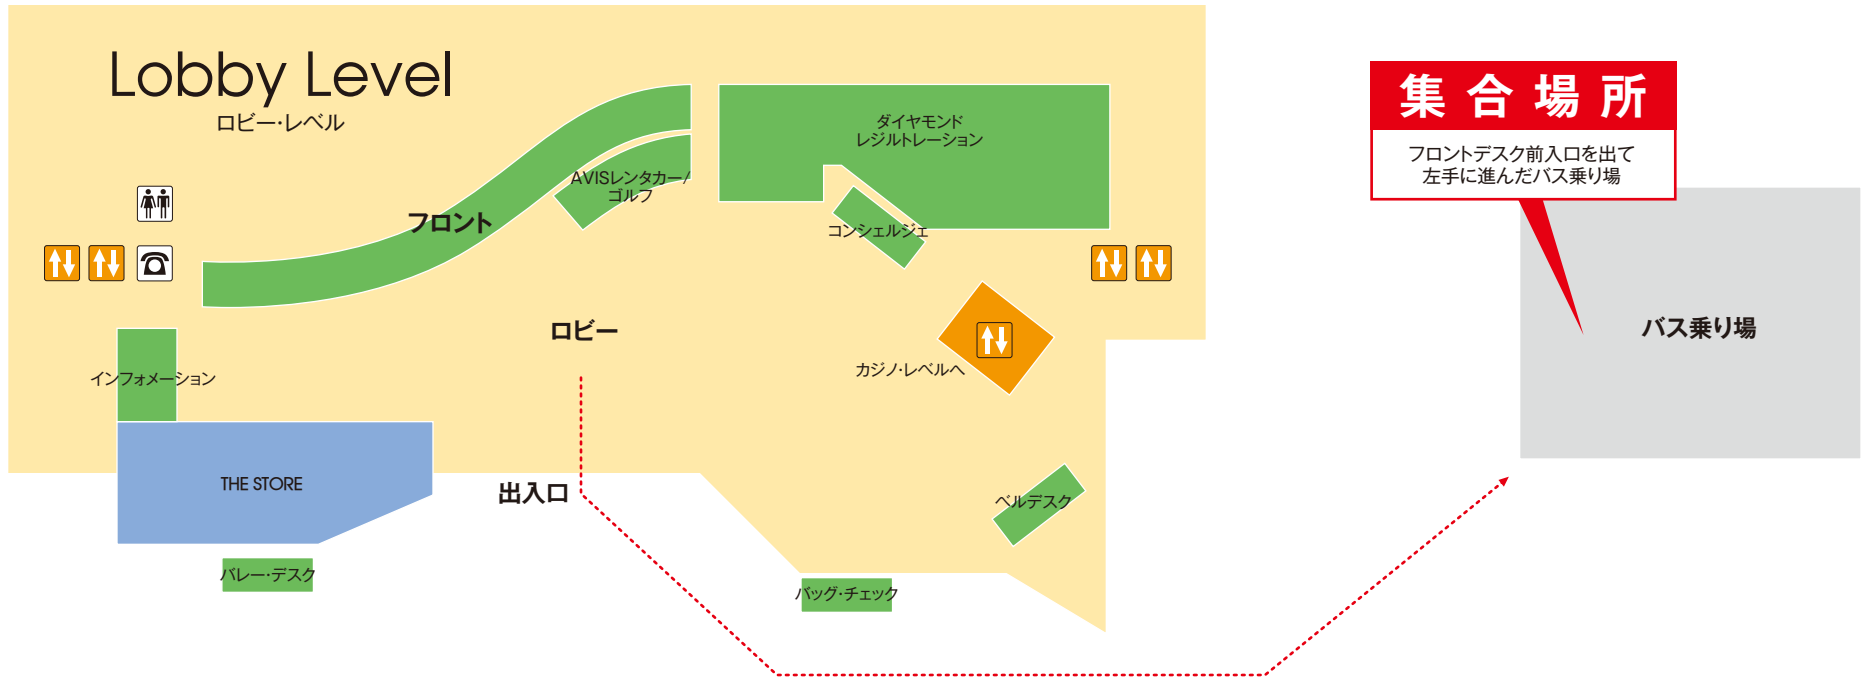 Lobby Level
ロビー・レベル
集合場所
フロントデスク前入口を出て
左手に進んだバス乗り場
ダイヤモンド
レジルトレーション
AVISレンタカー/
ゴルフ
フロント
コンシェルジェ
ロビー
バス乗り場
カジノ・レベルへ
インフォメーション
THE STORE
出入口
ベルデスク
バレー・デスク
バッグ・チェック